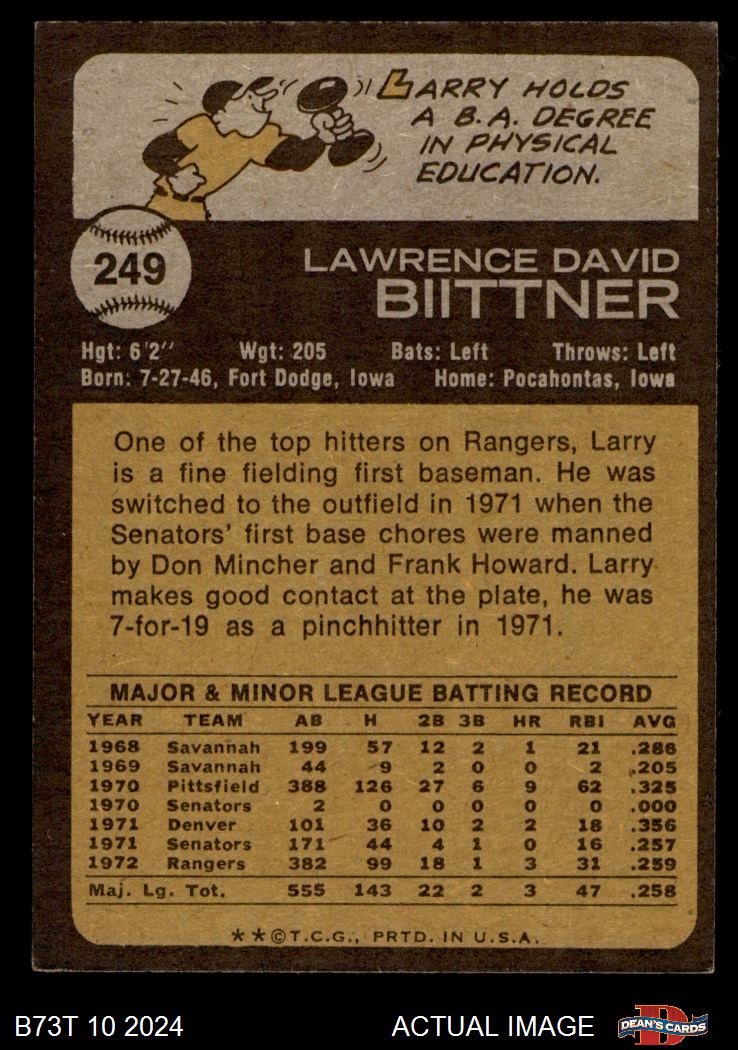 LARRY HOLDS
A B.A. DEGREE
IN PHYSICAL
EDUCATION.
249
LAWRENCE DAVID
BIITTNER
Hgt: 6'2'' Wgt: 205 Bats: Left Throws: Left
Born: 7-27-46, Fort Dodge, Iowa Home: Pocahontas, Iowa
One of the top hitters on Rangers, Larry
is a fine fielding first baseman. He was
switched to the outfield in 1971 when the
Senators' first base chores were manned
by Don Mincher and Frank Howard. Larry
makes good contact at the plate, he was
7-for-19 as a pinchhitter in 1971.
MAJOR & MINOR LEAGUE BATTING RECORD
YEAR TEAM AB H 2B 3B HR RBI AVG
1968 Savannah 199 57 12 2 1 21 .286
1969 Savannah 44 9 2 0 0 2 .205
1970 Pittsfield 388 126 27 6 9 62 .325
1970 Senators 2 0 0 0 0 0 .000
1971 Denver 101 36 10 2 2 18 .356
1971 Senators 171 44 4 1 0 16 .257
1972 Rangers 382 99 18 1 3 31 .259
Maj. Lg. Tot. 555 143 22 2 3 47 .258
**©T.C.G., PRTD. IN U.S.A.
B73T 10 2024 ACTUAL IMAGE
D
DEAN'S CARDS